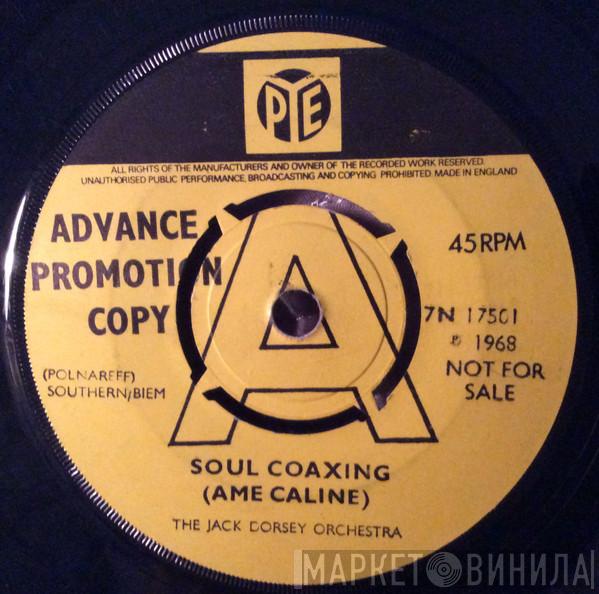 PYE
ALL RIGHTS OF THE MANUFACTURERS AND OWNER OF THE RECORDED WORK RESERVED.
UNAUTHORISED PUBLIC PERFORMANCE, BROADCASTING AND COPYING PROHIBITED. MADE IN ENGLAND
ADVANCE
PROMOTION
COPY
A
45 RPM
7N 17501
℗ 1968
NOT FOR
SALE
(POLNAREFF)
SOUTHERN/BIEM
SOUL COAXING
(AME CALINE)
THE JACK DORSEY ORCHESTRA
МАРКЕТ ВИНИЛА